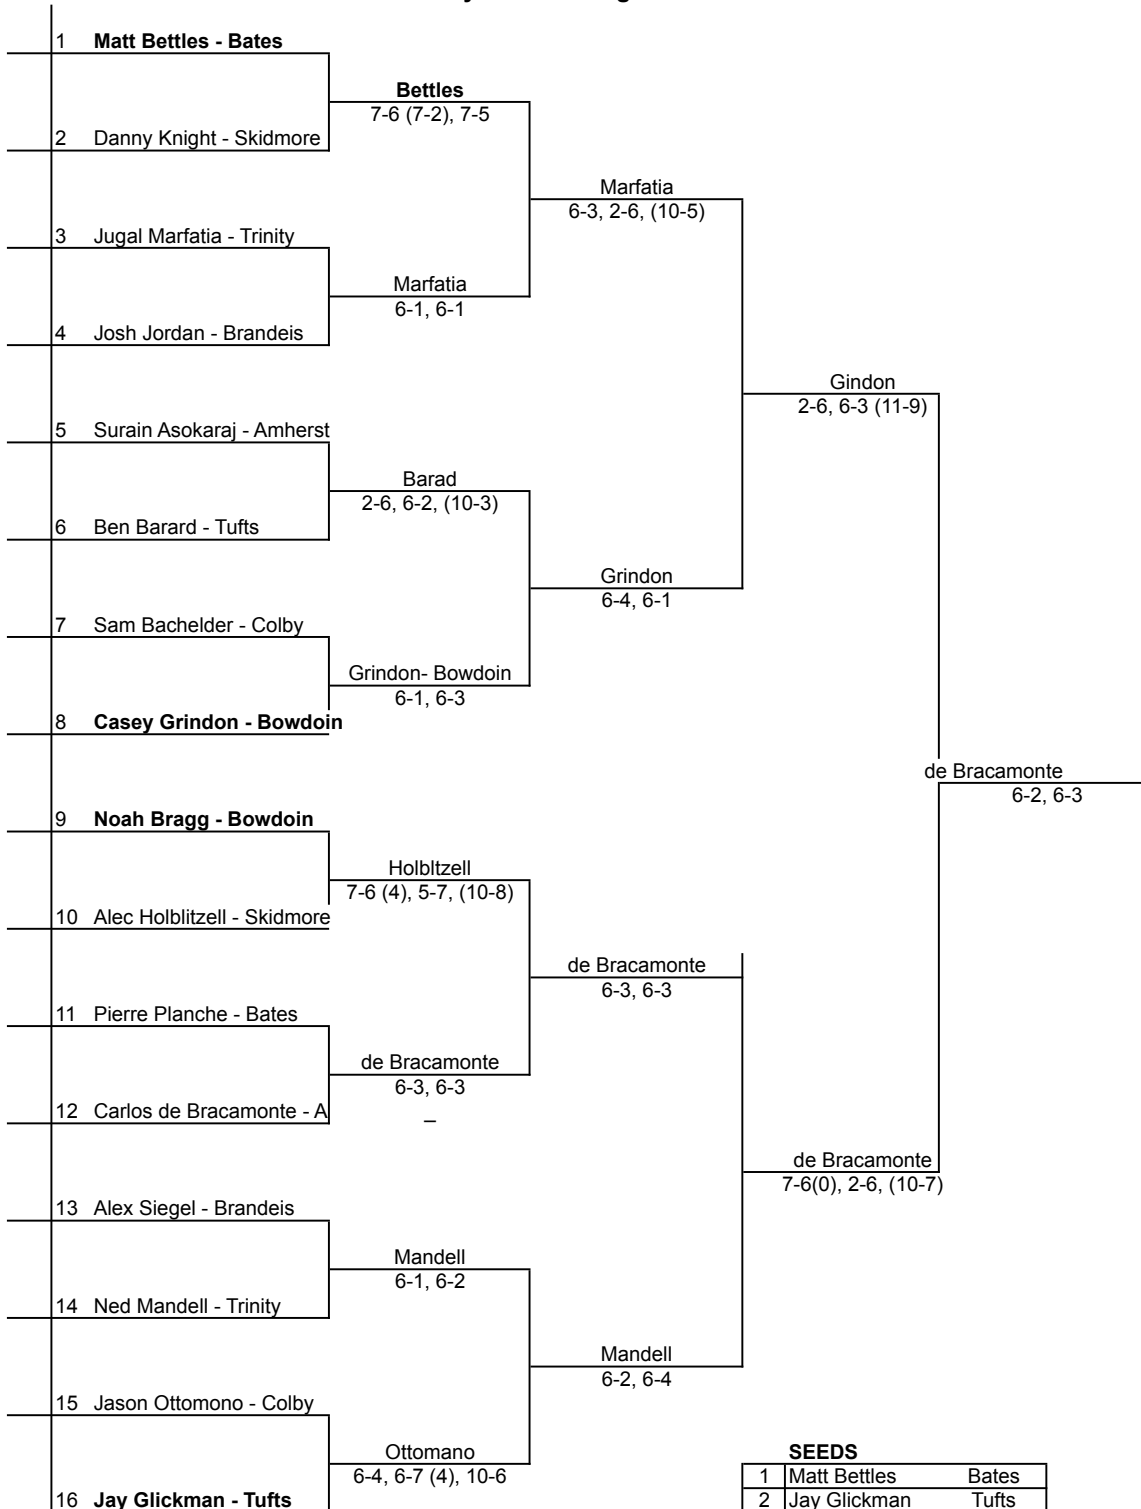 1 Matt Bettles - Bates
Bettles
7-6 (7-2), 7-5
2 Danny Knight - Skidmore
Marfatia
6-3, 2-6, (10-5)
3 Jugal Marfatia - Trinity
Marfatia
6-1, 6-1
4 Josh Jordan - Brandeis
Gindon
2-6, 6-3 (11-9)
5 Surain Asokaraj - Amherst
Barad
2-6, 6-2, (10-3)
6 Ben Barard - Tufts
Grindon
6-4, 6-1
7 Sam Bachelder - Colby
Grindon- Bowdoin
6-1, 6-3
8 Casey Grindon - Bowdoin
de Bracamonte
6-2, 6-3
9 Noah Bragg - Bowdoin
Holbltzell
7-6 (4), 5-7, (10-8)
10 Alec Holblitzell - Skidmore
de Bracamonte
6-3, 6-3
11 Pierre Planche - Bates
de Bracamonte
6-3, 6-3
12 Carlos de Bracamonte - A
_
de Bracamonte
7-6(0), 2-6, (10-7)
13 Alex Siegel - Brandeis
Mandell
6-1, 6-2
14 Ned Mandell - Trinity
Mandell
6-2, 6-4
15 Jason Ottomono - Colby
Ottomano
6-4, 6-7 (4), 10-6
SEEDS
1 Matt Bettles Bates
16 Jay Glickman - Tufts
2 Jay Glickman Tufts